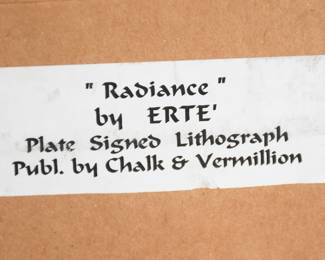 " Radiance "
by ERTE'
Plate Signed Lithograph
Publ. by Chalk & Vermillion